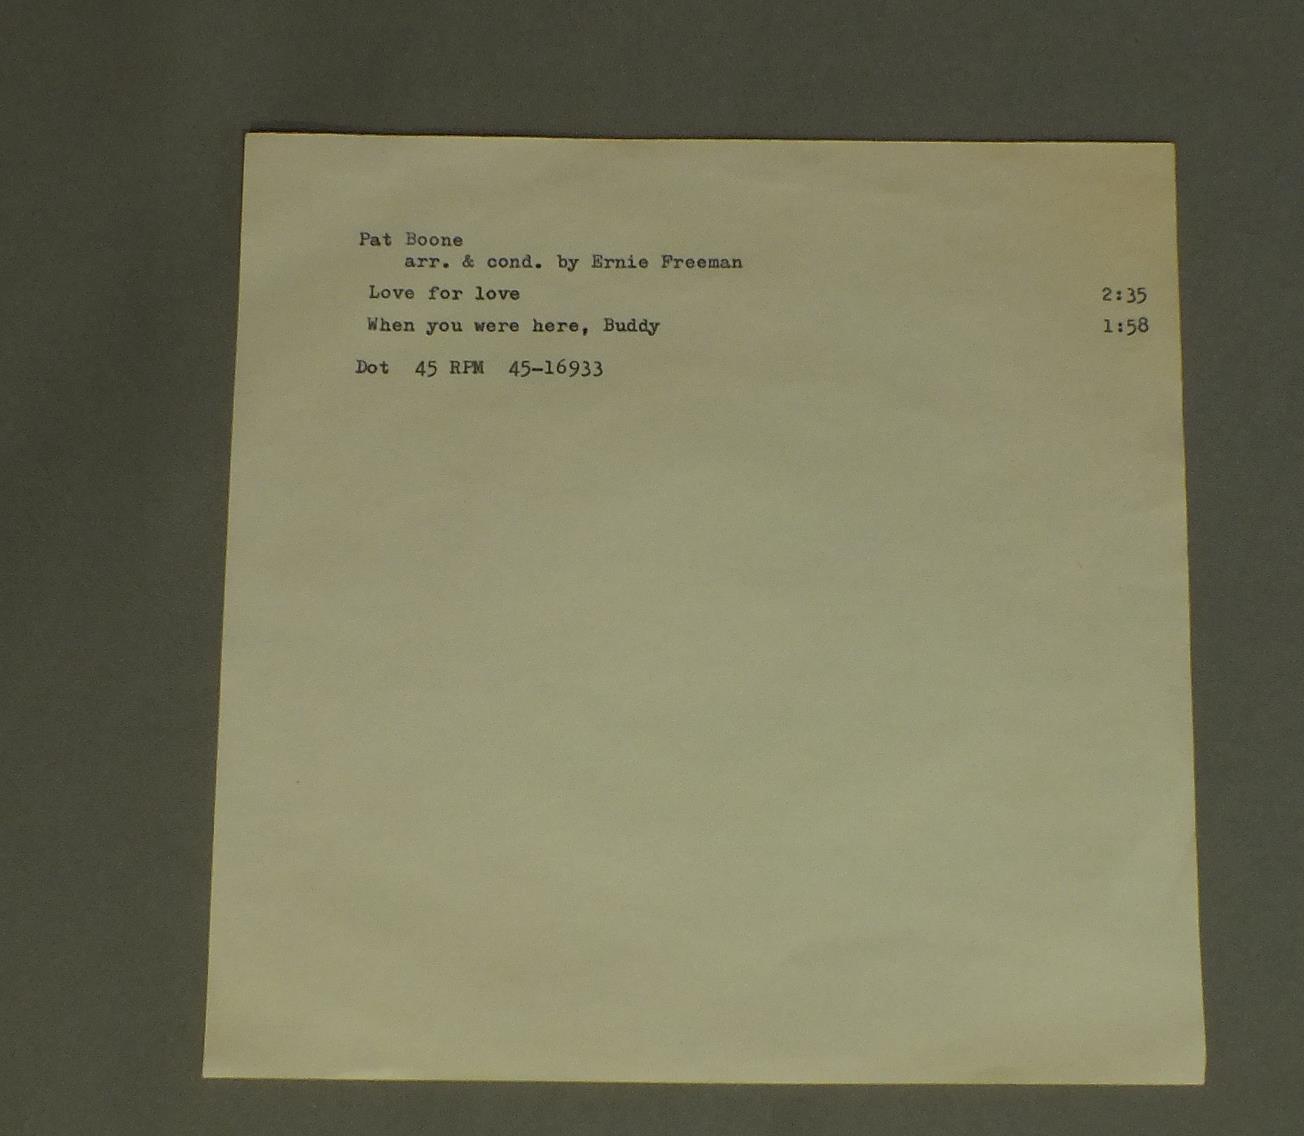 Pat Boone
arr. & cond. by Ernie Freeman
Love for love 2:35
When you were here, Buddy 1:58
Dot 45 RPM 45-16933